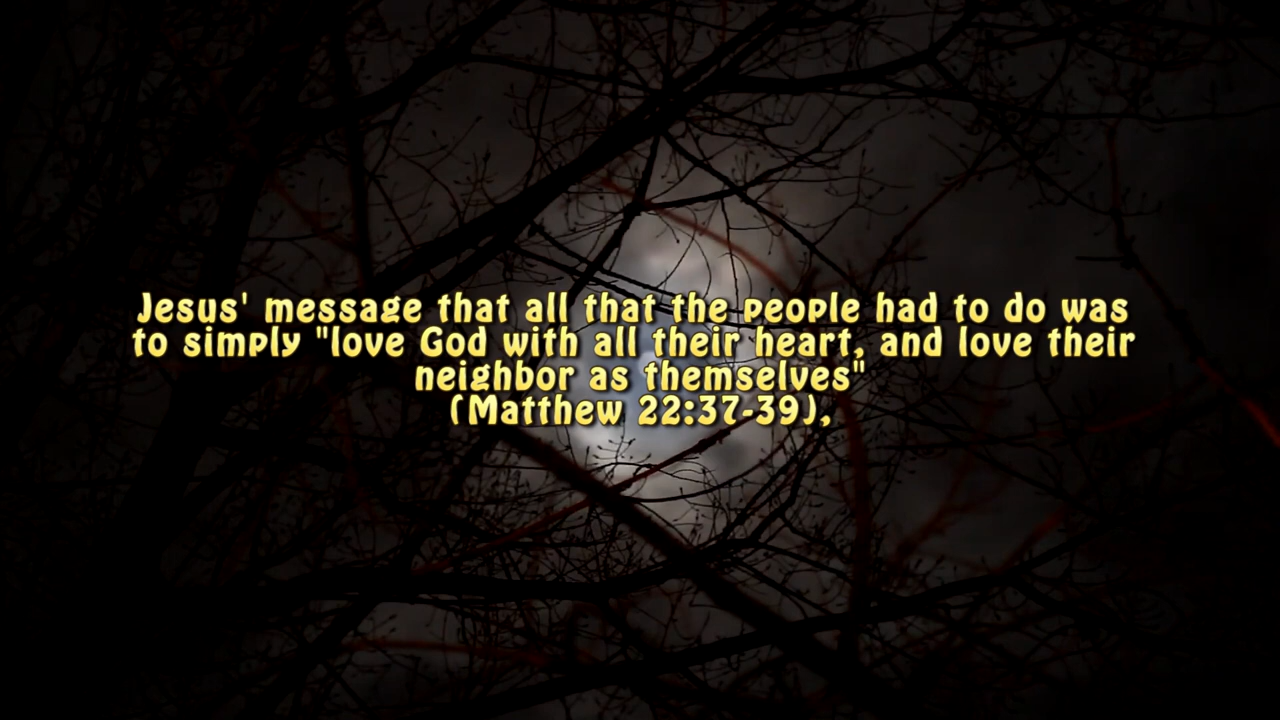 Jesus' message that all that the people had to do was
to simply "love God with all their heart, and love their
neighbor as themselves"
(Matthew 22:37-39),